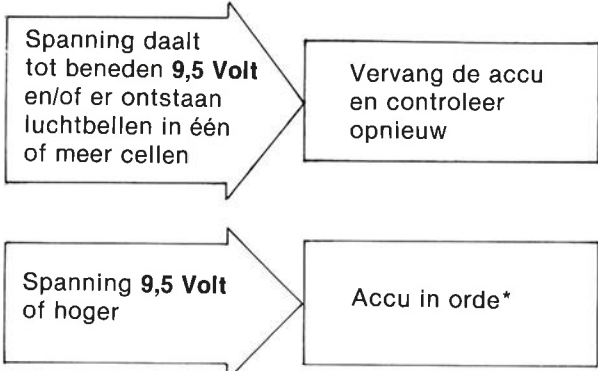 Spanning daalt
tot beneden 9,5 Volt
en/of er ontstaan
luchtbellen in één
of meer cellen
Vervang de accu
en controleer
opnieuw
Spanning 9,5 Volt
of hoger
Accu in orde*